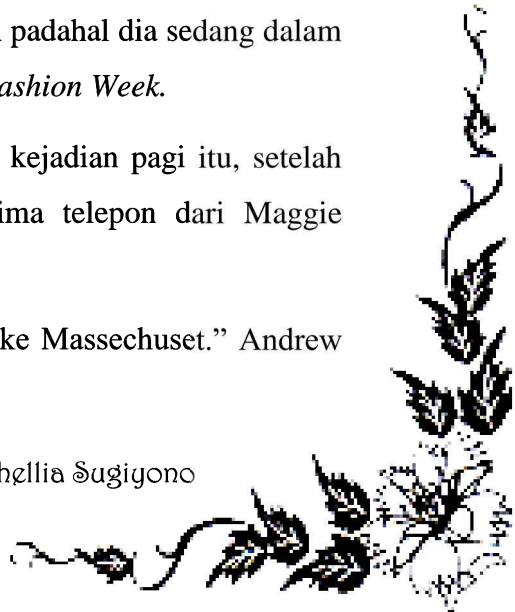 padahal dia sedang dalam
ashion Week.
kejadian pagi itu, setelah
ima telepon dari Maggie
ke Massechuset.” Andrew
hellia Sugiyono